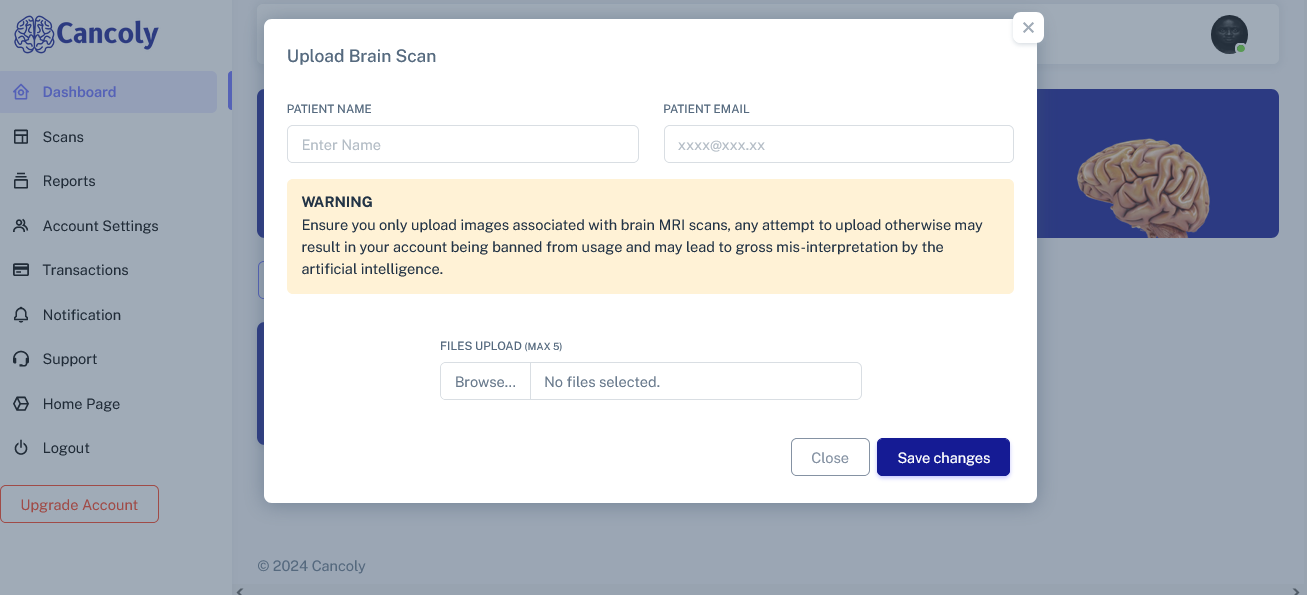 Cancoly
Dashboard
Scans
Reports
Account Settings
Transactions
Notification
Support
Home Page
Logout
Upgrade Account
Upload Brain Scan
PATIENT NAME
PATIENT EMAIL
Enter Name
xxxx@xxx.xx
WARNING
Ensure you only upload images associated with brain MRI scans, any attempt to upload otherwise may
result in your account being banned from usage and may lead to gross mis-interpretation by the
artificial intelligence.
FILES UPLOAD (MAX 5)
Browse... No files selected.
Close
Save changes
© 2024 Cancoly